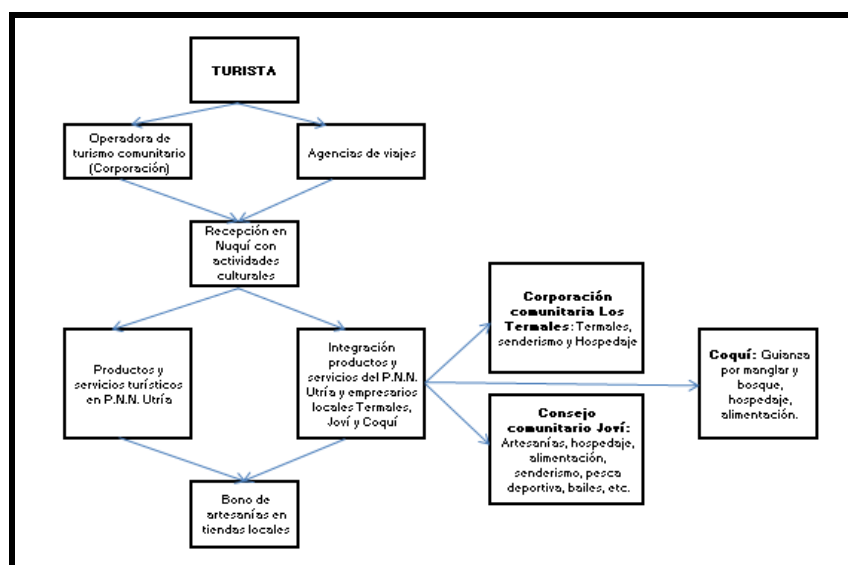 TURISTA
Operadora de
turismo comunitario
(Corporación)
Agencias de viajes
Recepción en
Nuquí con
actividades
culturales
Productos y
servicios turísticos
en P.N.N. Utría
Integración
productos y
servicios del P.N.N.
Utría y empresarios
locales Termales,
Joví y Coquí
Corporación
comunitaria Los
Termales: Termales,
senderismo y Hospedaje
Coquí: Guianza
por manglar y
bosque,
hospedaje,
alimentación.
Consejo
comunitario Joví:
Artesanías, hospedaje,
alimentación,
senderismo, pesca
deportiva, bailes, etc.
Bono de
artesanías en
tiendas locales